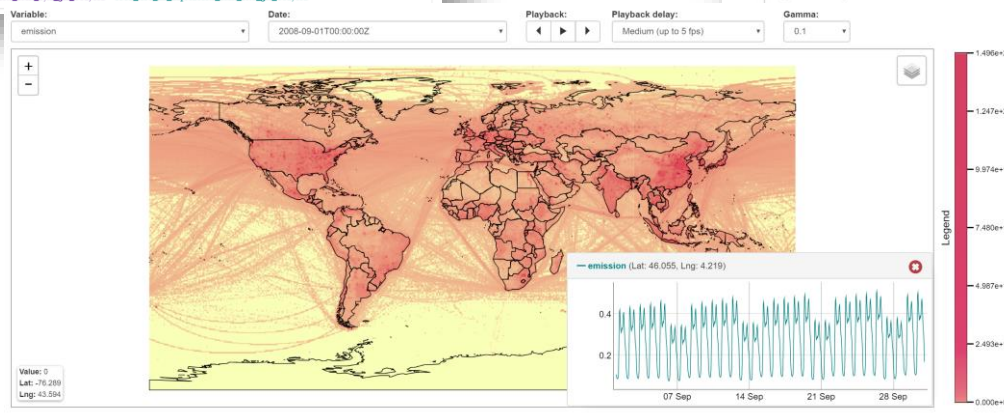 Variable: Date: Playback: Playback delay: Gamma:
emission 2008-09-01T00:00:00Z Medium (up to 5 fps) 0.1
+
−
1.247e+
9.974e+
7.480e+
4.987e+
2.493e+
0.000e+
Legend
emission (Lat: 46.055, Lng: 4.219)
0.4
0.2
07 Sep 14 Sep 21 Sep 28 Sep
Value: 0
Lat: -76.289
Lng: 43.594